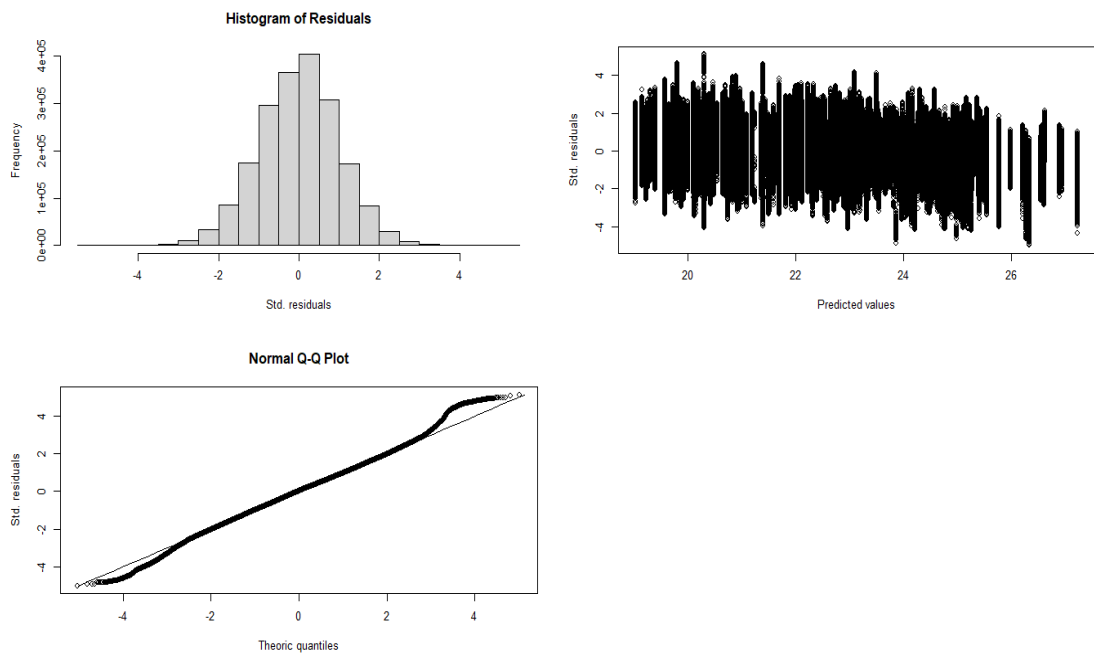 Histogram of Residuals
Frequency
0e+00 1e+05 2e+05 3e+05 4e+05
-4 -2 0 2 4
Std. residuals
Std. residuals
-4 -2 0 2 4
20 22 24 26
Predicted values
Normal Q-Q Plot
Std. residuals
-4 -2 0 2 4
-4 -2 0 2 4
Theoric quantiles